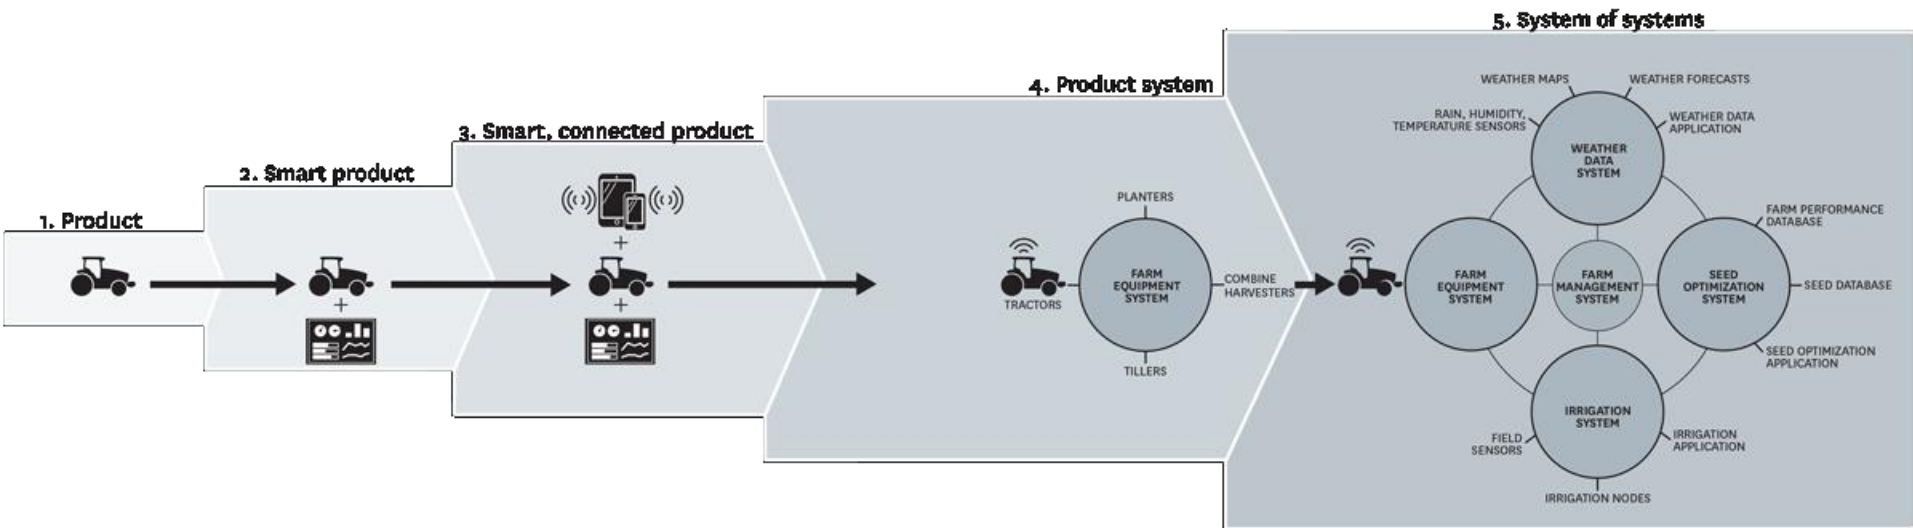 1. Product
2. Smart product
3. Smart, connected product
4. Product system
PLANTERS
TRACTORS
FARM
EQUIPMENT
SYSTEM
COMBINE
HARVESTERS
TILLERS
5. System of systems
WEATHER MAPS
WEATHER FORECASTS
RAIN, HUMIDITY,
TEMPERATURE SENSORS
WEATHER DATA
APPLICATION
WEATHER
DATA
SYSTEM
FARM PERFORMANCE
DATABASE
FARM
EQUIPMENT
SYSTEM
FARM
MANAGEMENT
SYSTEM
SEED
OPTIMIZATION
SYSTEM
SEED DATABASE
SEED OPTIMIZATION
APPLICATION
IRRIGATION
SYSTEM
FIELD
SENSORS
IRRIGATION
APPLICATION
IRRIGATION NODES